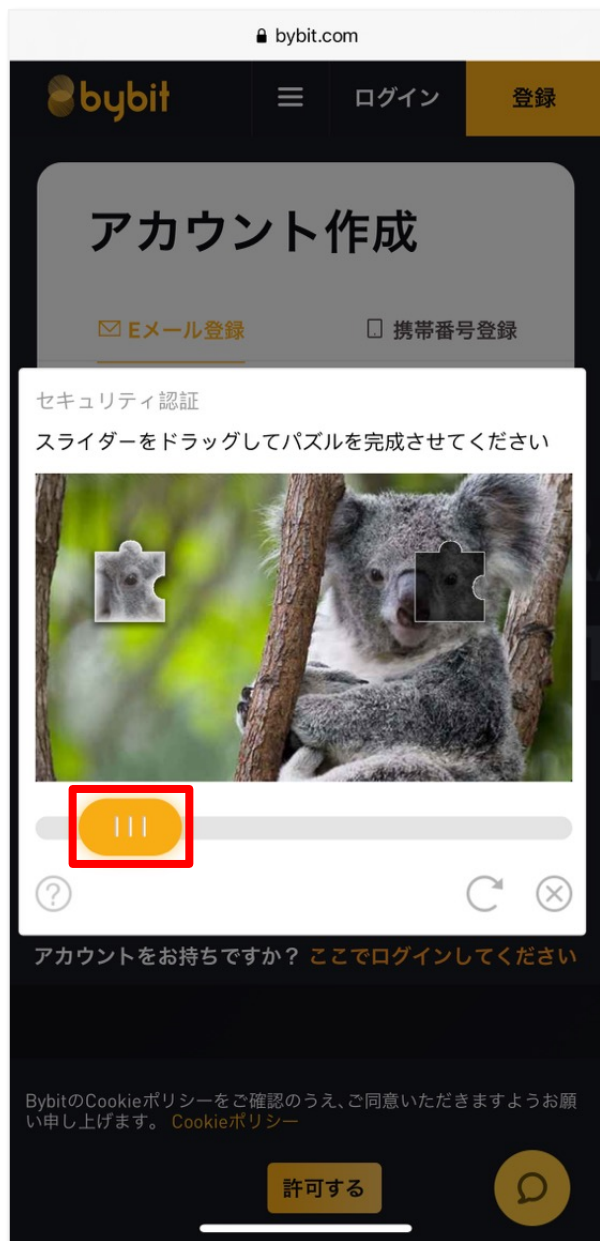 bybit.com
bybit
ログイン
登録
アカウント作成
Eメール登録
携帯番号登録
セキュリティ認証
スライダーをドラッグしてパズルを完成させてください
?
アカウントをお持ちですか？ ここでログインしてください
BybitのCookieポリシーをご確認のうえ、ご同意いただきますようお願
い申し上げます。 Cookieポリシー
許可する